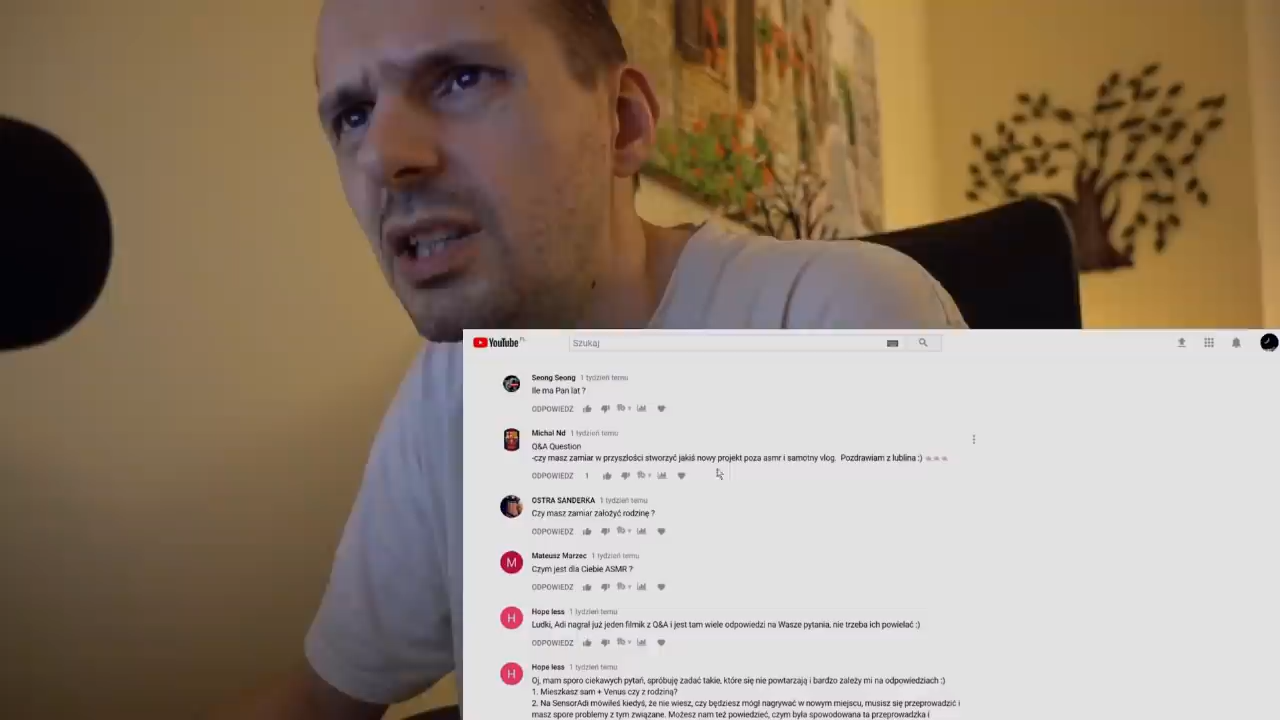 YouTube PL
Szukaj
Seong Seong 1 tydzień temu
Ile ma Pan lat ?
ODPOWIEDZ
Michal Nd 1 tydzień temu
Q&A Question
-czy masz zamiar w przyszłości stworzyć jakiś nowy projekt poza asmr i samotny vlog. Pozdrawiam z lublina :)
ODPOWIEDZ 1
OSTRA SANDERKA 1 tydzień temu
Czy masz zamiar założyć rodzinę ?
ODPOWIEDZ
M
Mateusz Marzec 1 tydzień temu
Czym jest dla Ciebie ASMR ?
ODPOWIEDZ
H
Hope less 1 tydzień temu
Ludki, Adi nagrał już jeden filmik z Q&A i jest tam wiele odpowiedzi na Wasze pytania, nie trzeba ich powielać :)
ODPOWIEDZ
H
Hope less 1 tydzień temu
Oj, mam sporo ciekawych pytań, spróbuję zadać takie, które się nie powtarzają i bardzo zależy mi na odpowiedziach :)
1. Mieszkasz sam + Venus czy z rodziną?
2. Na SensorAdi mówiłeś kiedyś, że nie wiesz, czy będziesz mógł nagrywać w nowym miejscu, musisz się przeprowadzić i
masz spore problemy z tym związane. Możesz nam też powiedzieć, czym była spowodowana ta przeprowadzka i